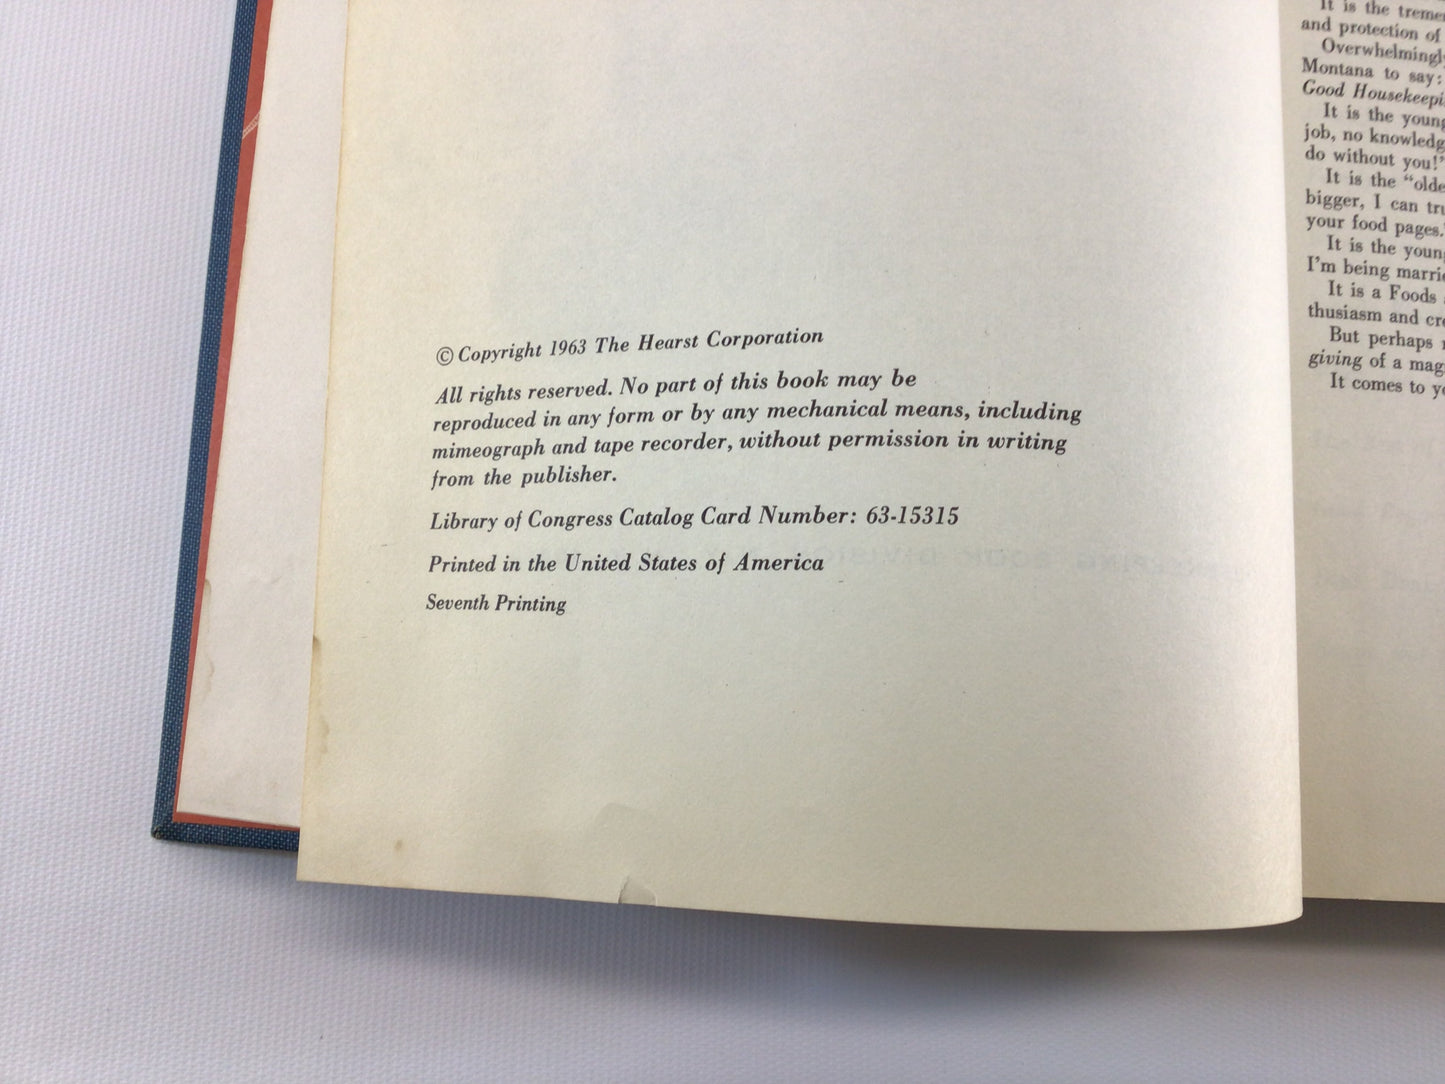 © Copyright 1963 The Hearst Corporation
All rights reserved. No part of this book may be
reproduced in any form or by any mechanical means, including
mimeograph and tape recorder, without permission in writing
from the publisher.
Library of Congress Catalog Card Number: 63-15315
Printed in the United States of America
Seventh Printing
It is the
and protection of
Montana to say:
Good
It is the
job, no
do without you!"
It is the
bigger, I can
your food pages."
It is the
I'm being
It is a Foods
thusiasm and
But perhaps
giving of a
It comes to